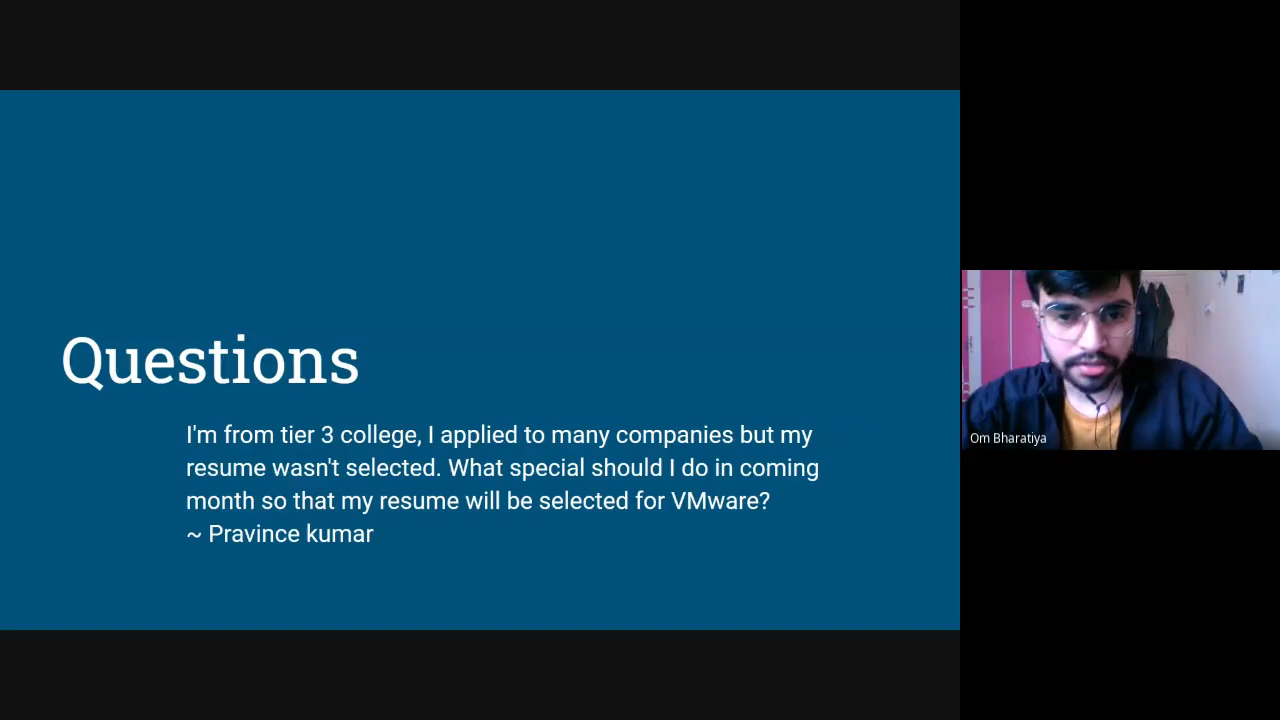 Questions
I'm from tier 3 college, I applied to many companies but my
resume wasn't selected. What special should I do in coming
month so that my resume will be selected for VMware?
~ Pravince kumar
Om Bharatiya